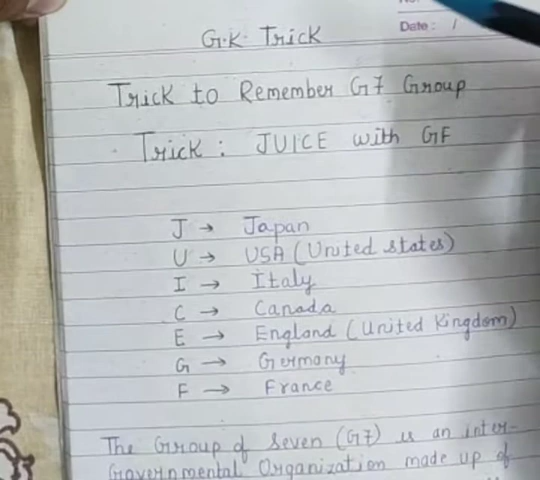 Date: /
G.K. Trick
Trick to Remember G7 Group
Trick : JUICE with GF
J → Japan
U → USA (United states)
I → Italy
C → Canada
E → England (United Kingdom)
G → Germany
F → France
The Group of Seven (G7) is an inter-
Governmental Organization made up of